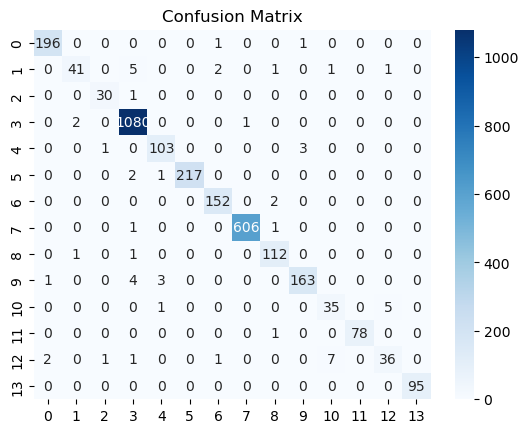 Confusion Matrix
0 196 0 0 0 0 0 1 0 0 1 0 0 0 0
1 0 41 0 5 0 0 2 0 1 0 1 0 1 0
2 0 0 30 1 0 0 0 0 0 0 0 0 0 0
3 0 2 0 1080 0 0 0 1 0 0 0 0 0 0
4 0 0 1 0 103 0 0 0 0 3 0 0 0 0
5 0 0 0 2 1 217 0 0 0 0 0 0 0 0
6 0 0 0 0 0 0 152 0 2 0 0 0 0 0
7 0 0 0 1 0 0 0 606 1 0 0 0 0 0
8 0 1 0 1 0 0 0 0 112 0 0 0 0 0
9 1 0 0 4 3 0 0 0 0 163 0 0 0 0
10 0 0 0 0 1 0 0 0 0 0 35 0 5 0
11 0 0 0 0 0 0 0 0 1 0 0 78 0 0
12 2 0 1 1 0 0 1 0 0 0 7 0 36 0
13 0 0 0 0 0 0 0 0 0 0 0 0 0 95
0 1 2 3 4 5 6 7 8 9 10 11 12 13
1000
800
600
400
200
0